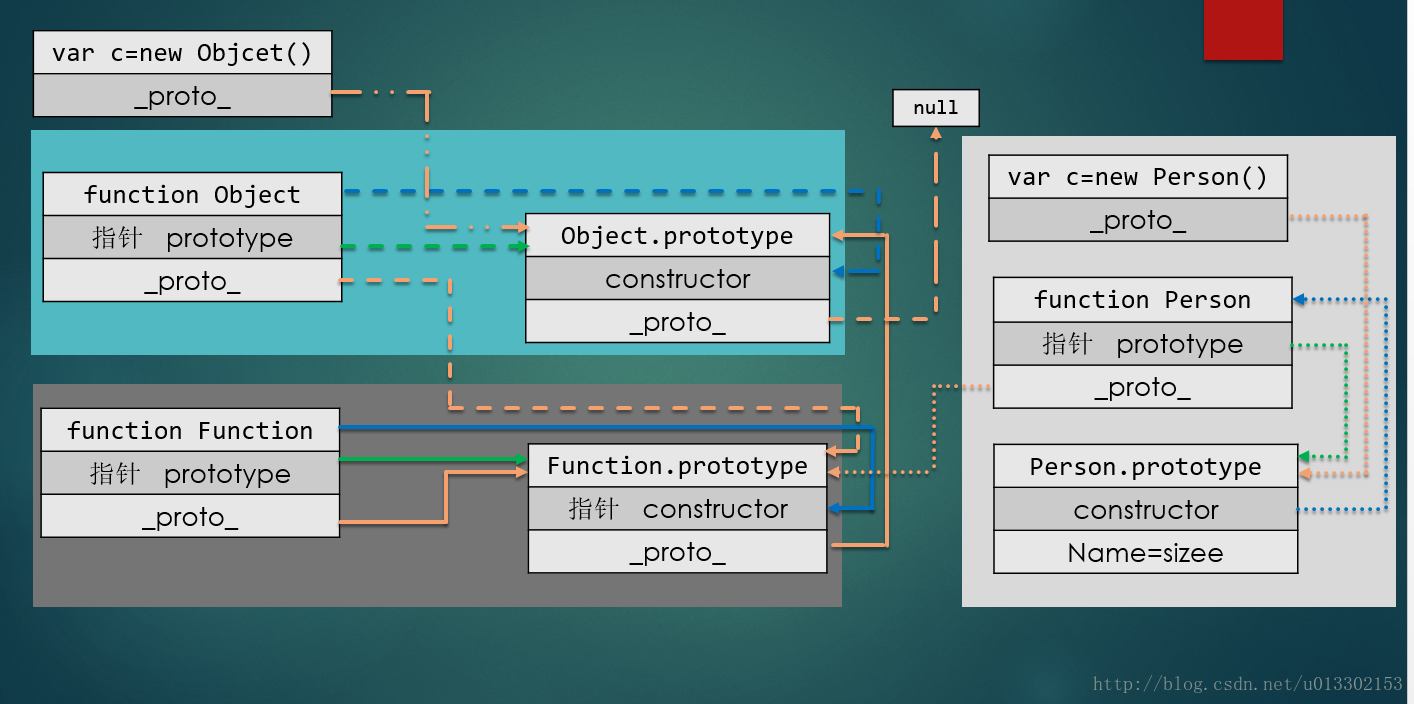 var c=new Objcet()
_proto_
null
function Object
指针 prototype
_proto_
Object.prototype
constructor
_proto_
function Function
指针 prototype
_proto_
Function.prototype
指针 constructor
_proto_
var c=new Person()
_proto_
function Person
指针 prototype
_proto_
Person.prototype
constructor
Name=sizee
http://blog.csdn.net/u013302153